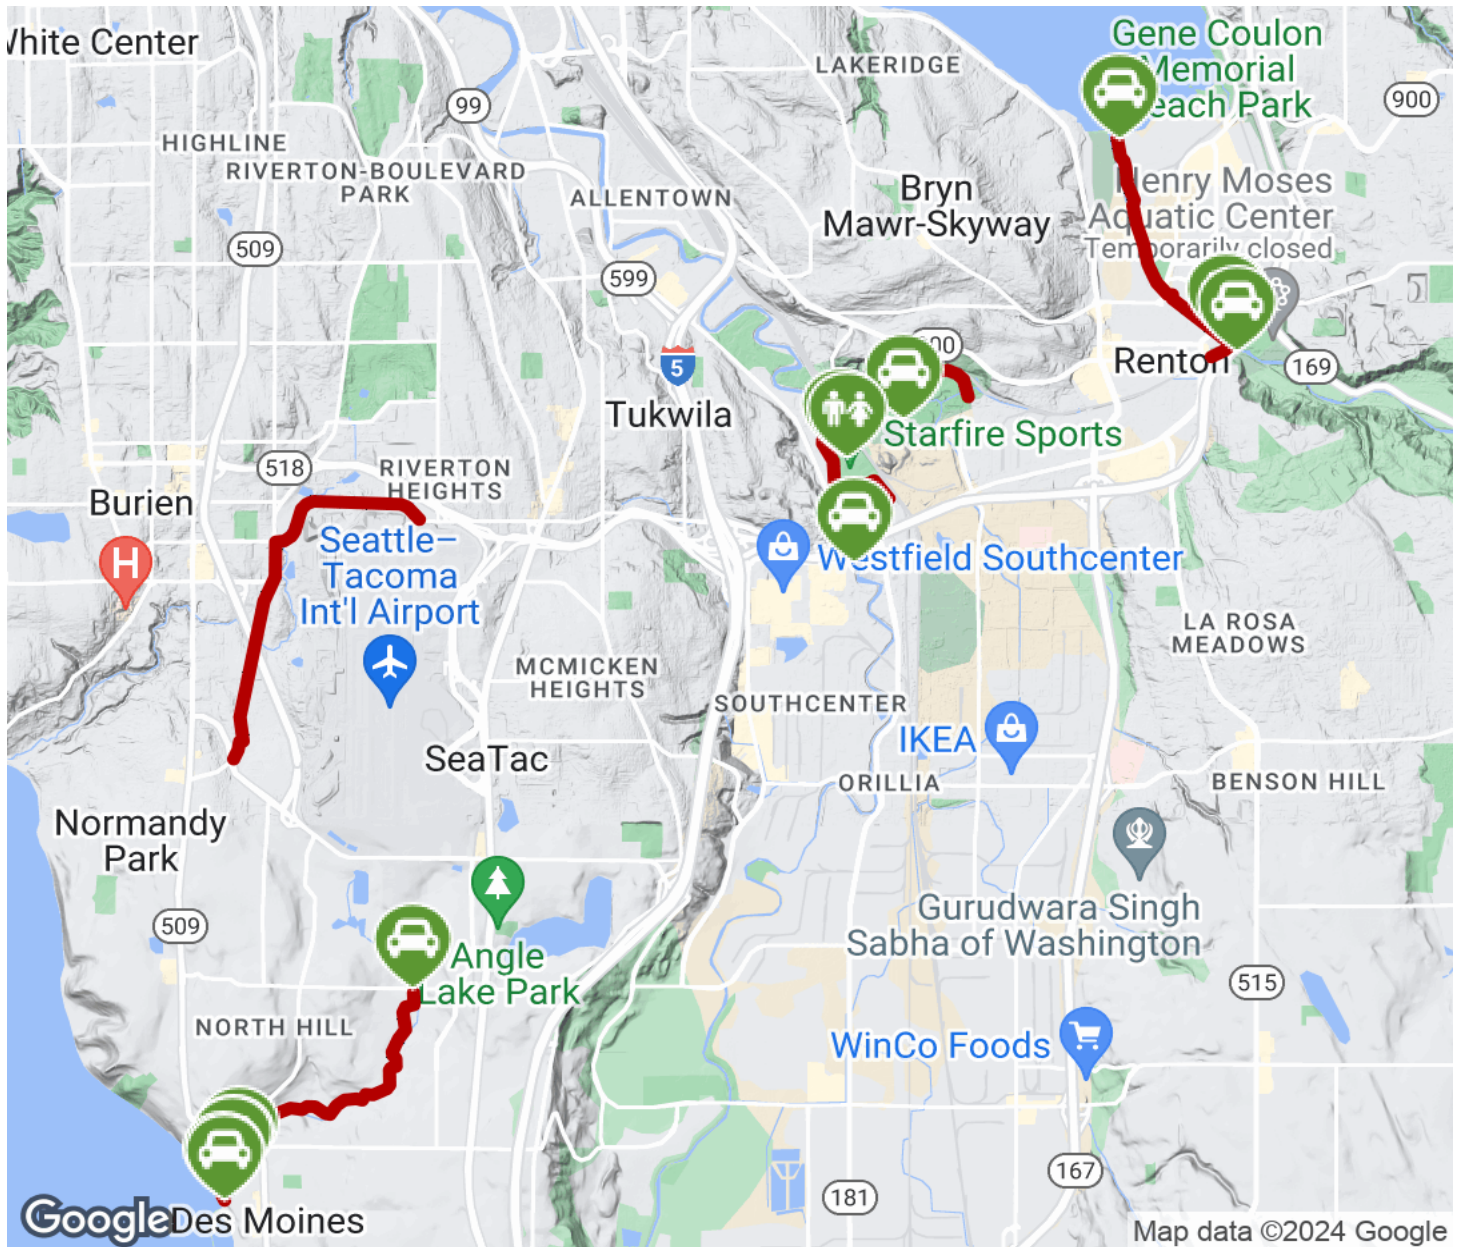 White Center
Gene Coulon
Memorial
Beach Park
LAKERIDGE
900
99
HIGHLINE
RIVERTON-BOULEVARD
PARK
ALLENTOWN
Bryn
Mawr-Skyway
Henry Moses
Aquatic Center
Temporarily closed
509
599
5
900
Renton
169
Tukwila
Starfire Sports
518
RIVERTON
HEIGHTS
Burien
Seattle–
Tacoma
Int'l Airport
H
Westfield Southcenter
LA ROSA
MEADOWS
MCMICKEN
HEIGHTS
SOUTHCENTER
IKEA
SeaTac
ORILLIA
BENSON HILL
Normandy
Park
509
Gurudwara Singh
Sabha of Washington
Angle
Lake Park
515
NORTH HILL
WinCo Foods
167
181
Google
Des Moines
Map data ©2024 Google